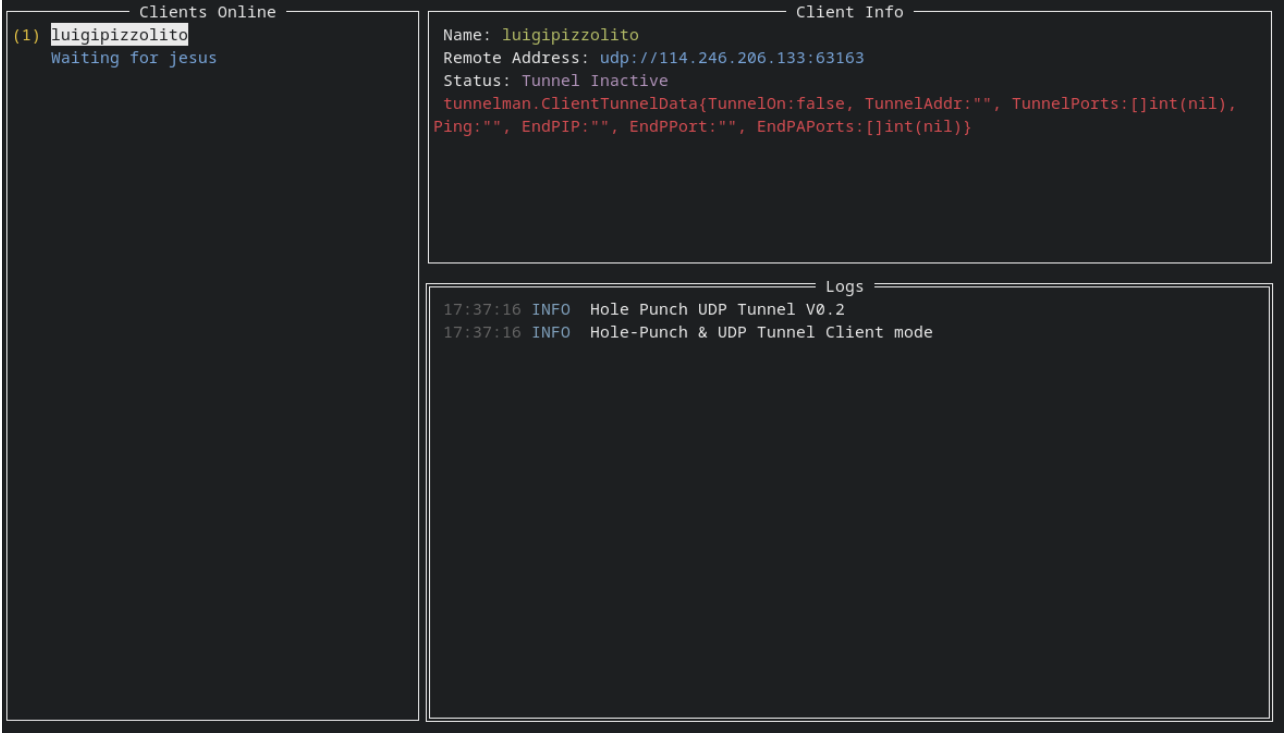 Clients Online
(1) luigipizzolito
Waiting for jesus
Client Info
Name: luigipizzolito
Remote Address: udp://114.246.206.133:63163
Status: Tunnel Inactive
tunnelman.ClientTunnelData{TunnelOn:false, TunnelAddr:"", TunnelPorts:[]int(nil),
Ping:"", EndPIP:"", EndPPort:"", EndPAPorts:[]int(nil)}
Logs
17:37:16 INFO  Hole Punch UDP Tunnel V0.2
17:37:16 INFO  Hole-Punch & UDP Tunnel Client mode